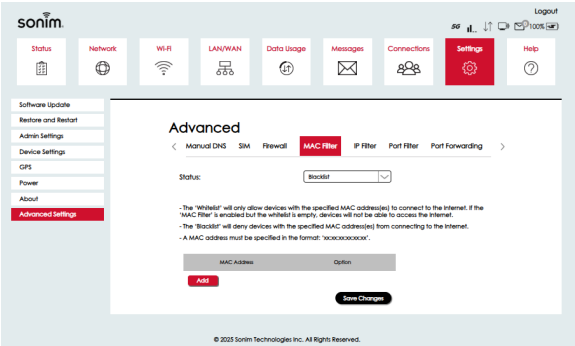 Logout
sonim.
5G
100%
Status
Network
Wi-Fi
LAN/WAN
Data Usage
Messages
Connections
Settings
Help
Software Update
Restore and Restart
Admin Settings
Device Settings
GPS
Power
About
Advanced Settings
Advanced
Manual DNS SIM Firewall MAC Filter IP Filter Port Filter Port Forwarding
Status: Blacklist
- The "Whitelist" will only allow devices with the specified MAC address(es) to connect to the Internet. If the
"MAC Filter" is enabled but the whitelist is empty, devices will not be able to access the Internet.
- The "Blacklist" will deny devices with the specified MAC address(es) from connecting to the Internet.
- A MAC address must be specified in the format: "xx:xx:xx:xx:xx:xx".
MAC Address Option
Add
Save Changes
© 2025 Sonim Technologies Inc. All Rights Reserved.